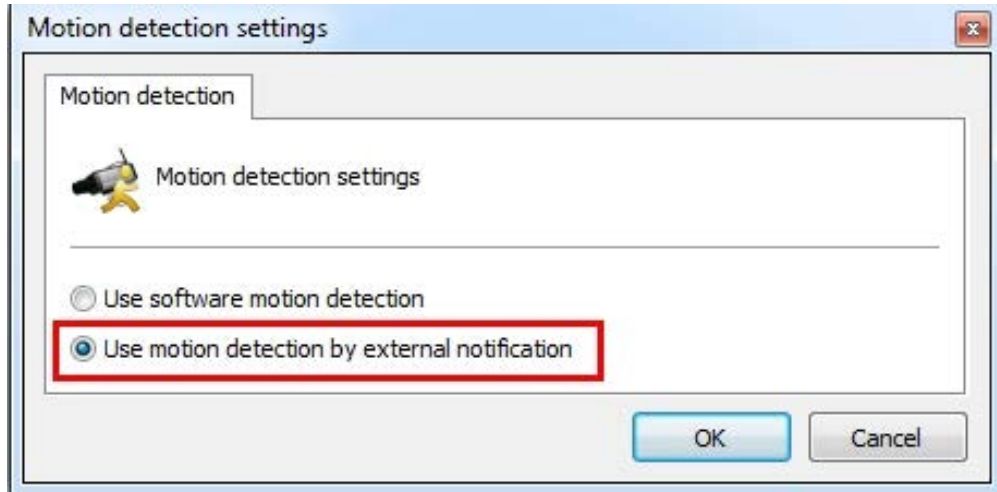 Motion detection settings
Motion detection
Motion detection settings
Use software motion detection
Use motion detection by external notification
OK
Cancel